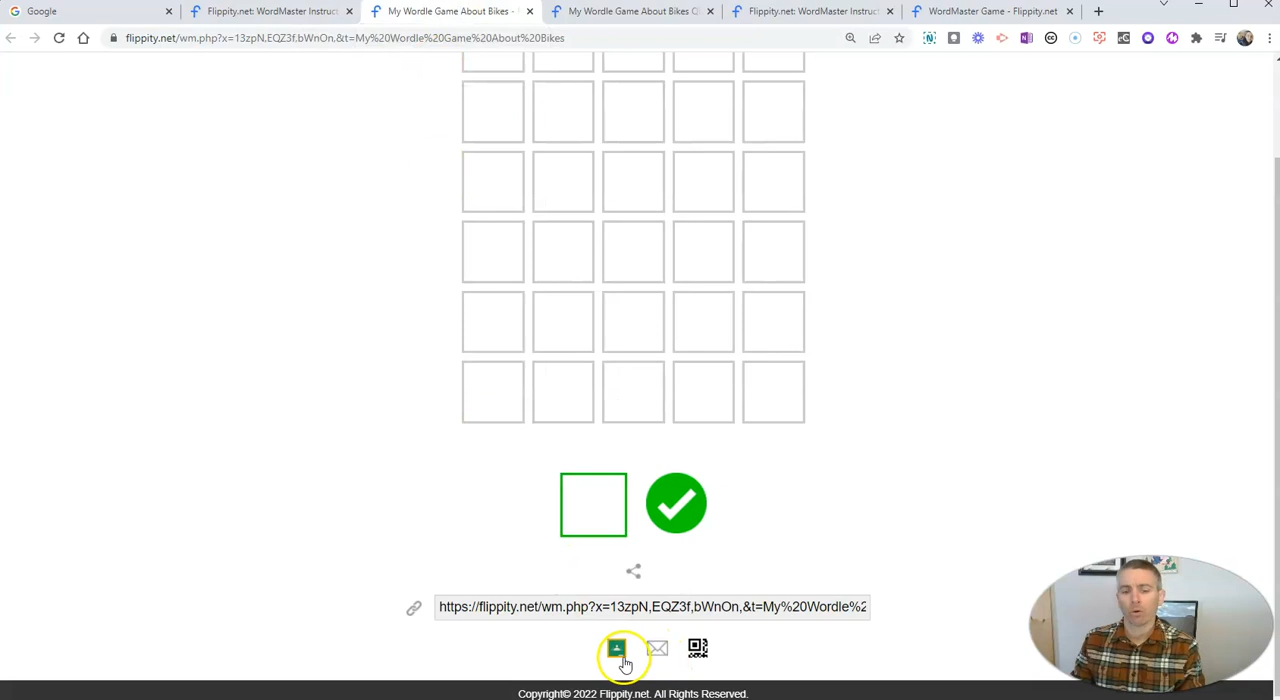 Google
Flippity.net: WordMaster Instruct
My Wordle Game About Bikes -
My Wordle Game About Bikes Q
Flippity.net: WordMaster Instruct
WordMaster Game - Flippity.net
flippity.net/wm.php?x=13zpN,EQZ3f,bWnOn.&t=My%20Wordle%20Game%20About%20Bikes
https://flippity.net/wm.php?x=13zpN,EQZ3f,bWnOn,&t=My%20Wordle%2
Copyright© 2022 Flippity.net. All Rights Reserved.